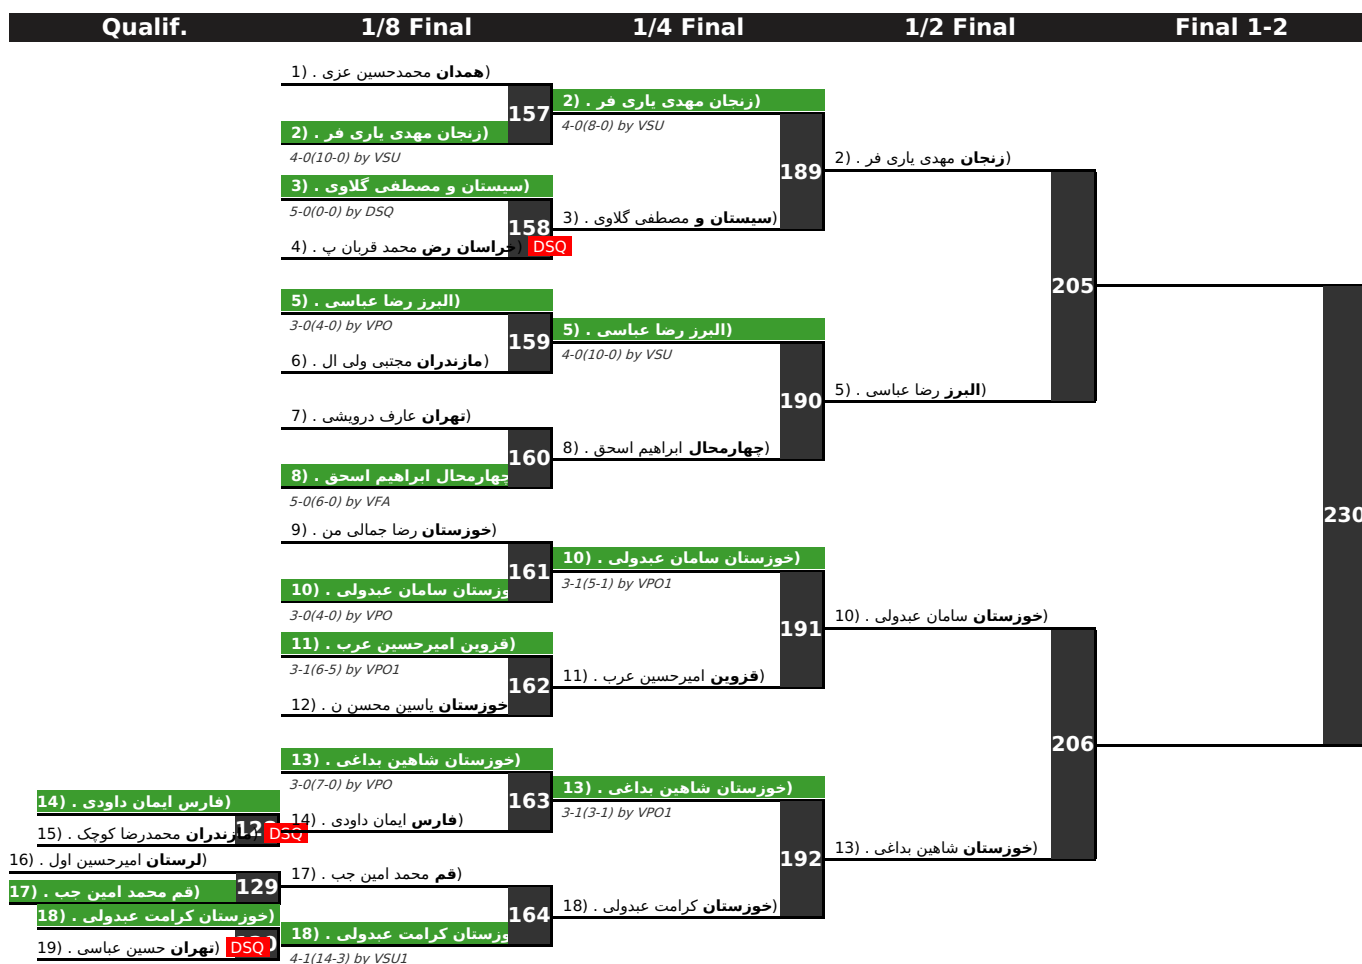 Qualif. 1/8 Final 1/4 Final 1/2 Final Final 1-2
1) . همدان محمدحسین عزی)
2) . زنجان مهدی یاری فر)
157
4-0(10-0) by VSU
3) . سیستان و مصطفی گلاوی)
5-0(0-0) by DSQ
158
4) . خراسان رض محمد قربان پ) DSQ
5) . البرز رضا عباسی)
3-0(4-0) by VPO
159
6) . مازندران مجتبی ولی ال)
7) . تهران عارف درویشی)
160
8) . چهارمحال ابراهیم اسحق
5-0(6-0) by VFA
9) . خوزستان رضا جمالی من)
161
10) . خوزستان سامان عبدولی
3-0(4-0) by VPO
11) . قزوین امیرحسین عرب)
3-1(6-5) by VPO1
162
12) . خوزستان یاسین محسن ن
13) . خوزستان شاهین بداغی)
3-0(7-0) by VPO
163
14) . فارس ایمان داودی)
17) . قم محمد امین جب)
164
18) . خوزستان کرامت عبدولی
4-1(14-3) by VSU1
14) . فارس ایمان داودی)
15) . مازندران محمدرضا کوچک) DSQ
16) . لرستان امیرحسین اول)
129
17) . قم محمد امین جب)
18) . خوزستان کرامت عبدولی)
19) . تهران حسین عباسی) DSQ
2) . زنجان مهدی یاری فر)
4-0(8-0) by VSU
189
3) . سیستان و مصطفی گلاوی)
5) . البرز رضا عباسی)
4-0(10-0) by VSU
190
8) . چهارمحال ابراهیم اسحق)
10) . خوزستان سامان عبدولی)
3-1(5-1) by VPO1
191
11) . قزوین امیرحسین عرب)
13) . خوزستان شاهین بداغی)
3-1(3-1) by VPO1
192
18) . خوزستان کرامت عبدولی)
2) . زنجان مهدی یاری فر)
205
5) . البرز رضا عباسی)
10) . خوزستان سامان عبدولی)
206
13) . خوزستان شاهین بداغی)
230